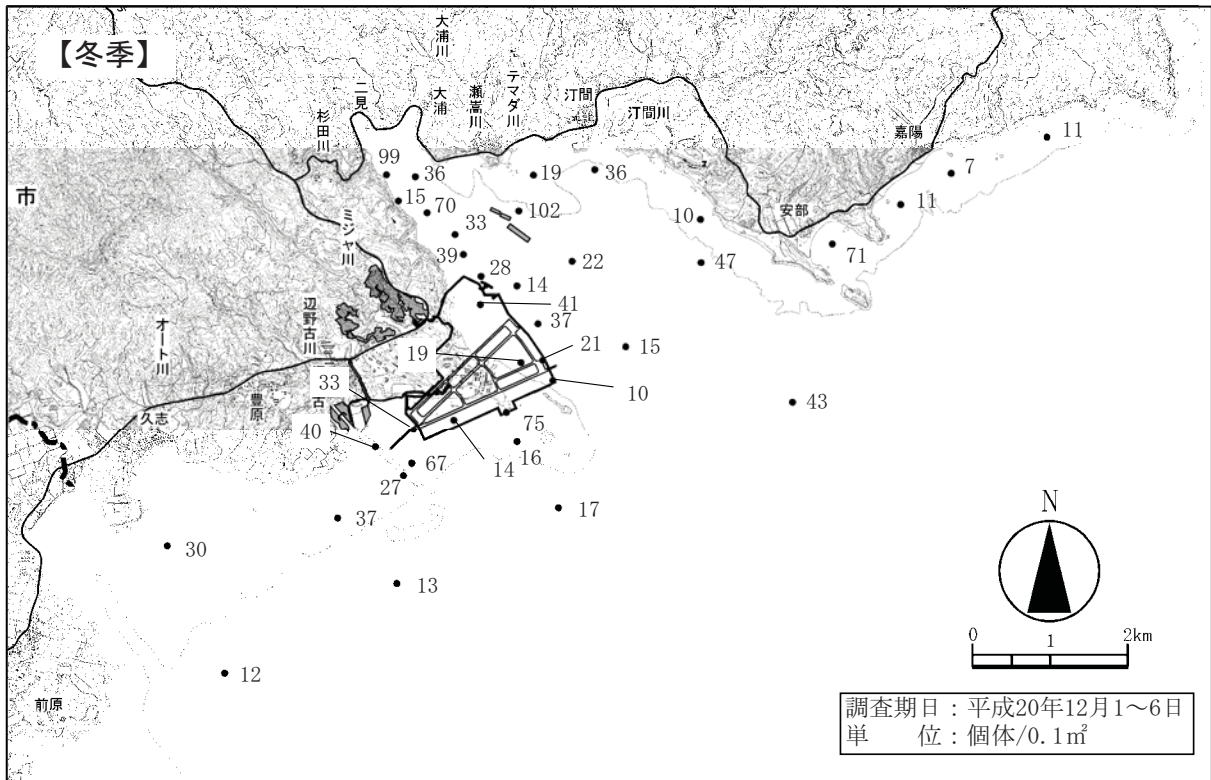 【冬季】
大浦川
テマダ川
瀬嵩川
大浦
二見
杉田川
汀間
汀間川
嘉陽
安部
市
ミジャ川
辺野古川
オート川
豊原
久志
古
前原
11
7
11
71
99
36
19
36
15
70
102
10
33
39
22
47
28
14
41
37
21
15
19
10
33
43
75
40
14
16
67
27
17
37
30
13
12
N
0 1 2km
調査期日：平成20年12月1～6日
単　　位：個体/0.1㎡